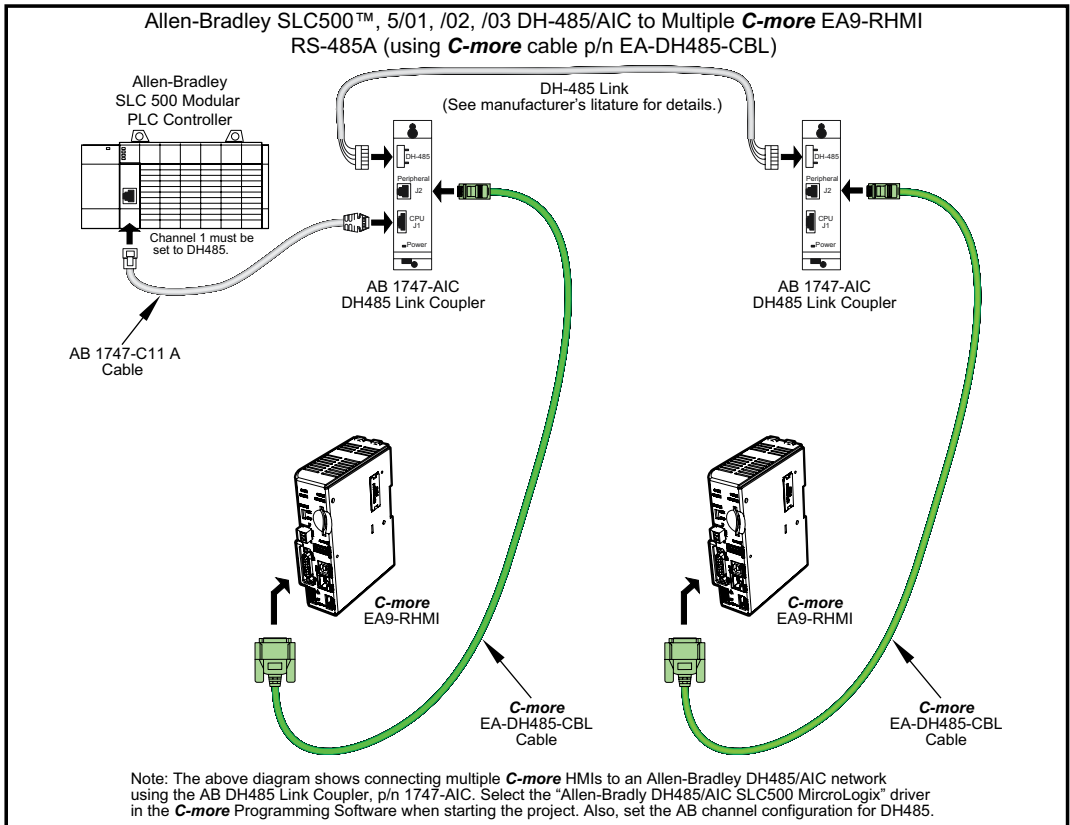 Allen-Bradley SLC500™, 5/01, /02, /03 DH-485/AIC to Multiple C-more EA9-RHMI
RS-485A (using C-more cable p/n EA-DH485-CBL)
Allen-Bradley
SLC 500 Modular
PLC Controller
DH-485 Link
(See manufacturer's litature for details.)
Channel 1 must be
set to DH485.
AB 1747-C11 A
Cable
DH-485
Peripheral
J2
CPU
J1
Power
AB 1747-AIC
DH485 Link Coupler
DH-485
Peripheral
J2
CPU
J1
Power
AB 1747-AIC
DH485 Link Coupler
C-more
EA9-RHMI
C-more
EA-DH485-CBL
Cable
C-more
EA9-RHMI
C-more
EA-DH485-CBL
Cable
Note: The above diagram shows connecting multiple C-more HMIs to an Allen-Bradley DH485/AIC network
using the AB DH485 Link Coupler, p/n 1747-AIC. Select the “Allen-Bradly DH485/AIC SLC500 MircroLogix” driver
in the C-more Programming Software when starting the project. Also, set the AB channel configuration for DH485.